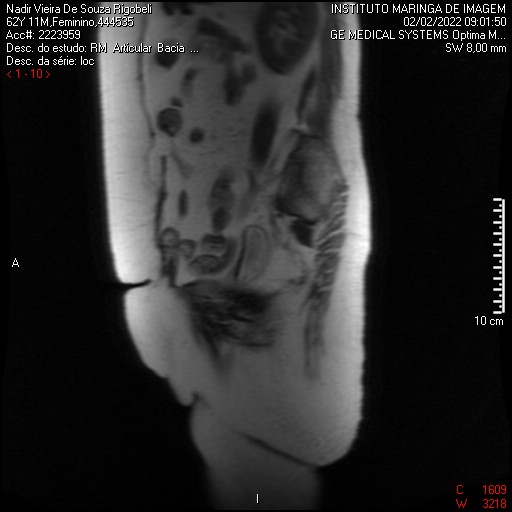 Nadir Vieira De Souza Rigobeli
62Y 11M,Feminino,444535
Acc#: 2223959
Desc. do estudo: RM Articular Bacia ...
Desc. da série: loc
< 1 - 10 >
INSTITUTO MARINGA DE IMAGEM
02/02/2022 09:01:50
GE MEDICAL SYSTEMS Optima M...
SW 8,00 mm
A
10 cm
I
C 1609
W 3218